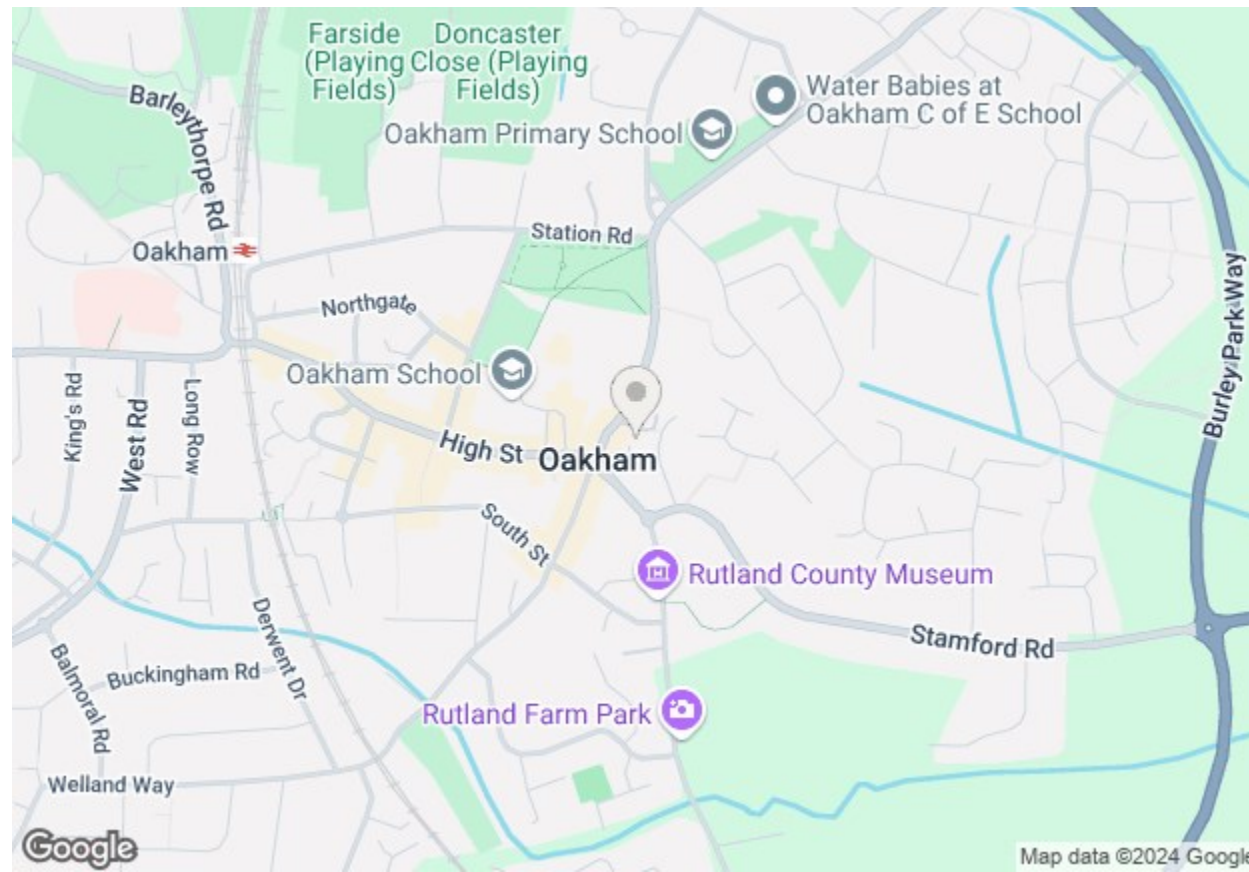 Farside
(Playing
Fields)
Doncaster
Close (Playing
Fields)
Water Babies at
Oakham C of E School
Barleythorpe Rd
Oakham Primary School
Station Rd
Oakham
Northgate
Burley Park Way
Oakham School
King's Rd
West Rd
Long Row
High St
Oakham
South St
Rutland County Museum
Stamford Rd
Derwent Dr
Balmoral Rd
Buckingham Rd
Rutland Farm Park
Welland Way
Google
Map data ©2024 Google